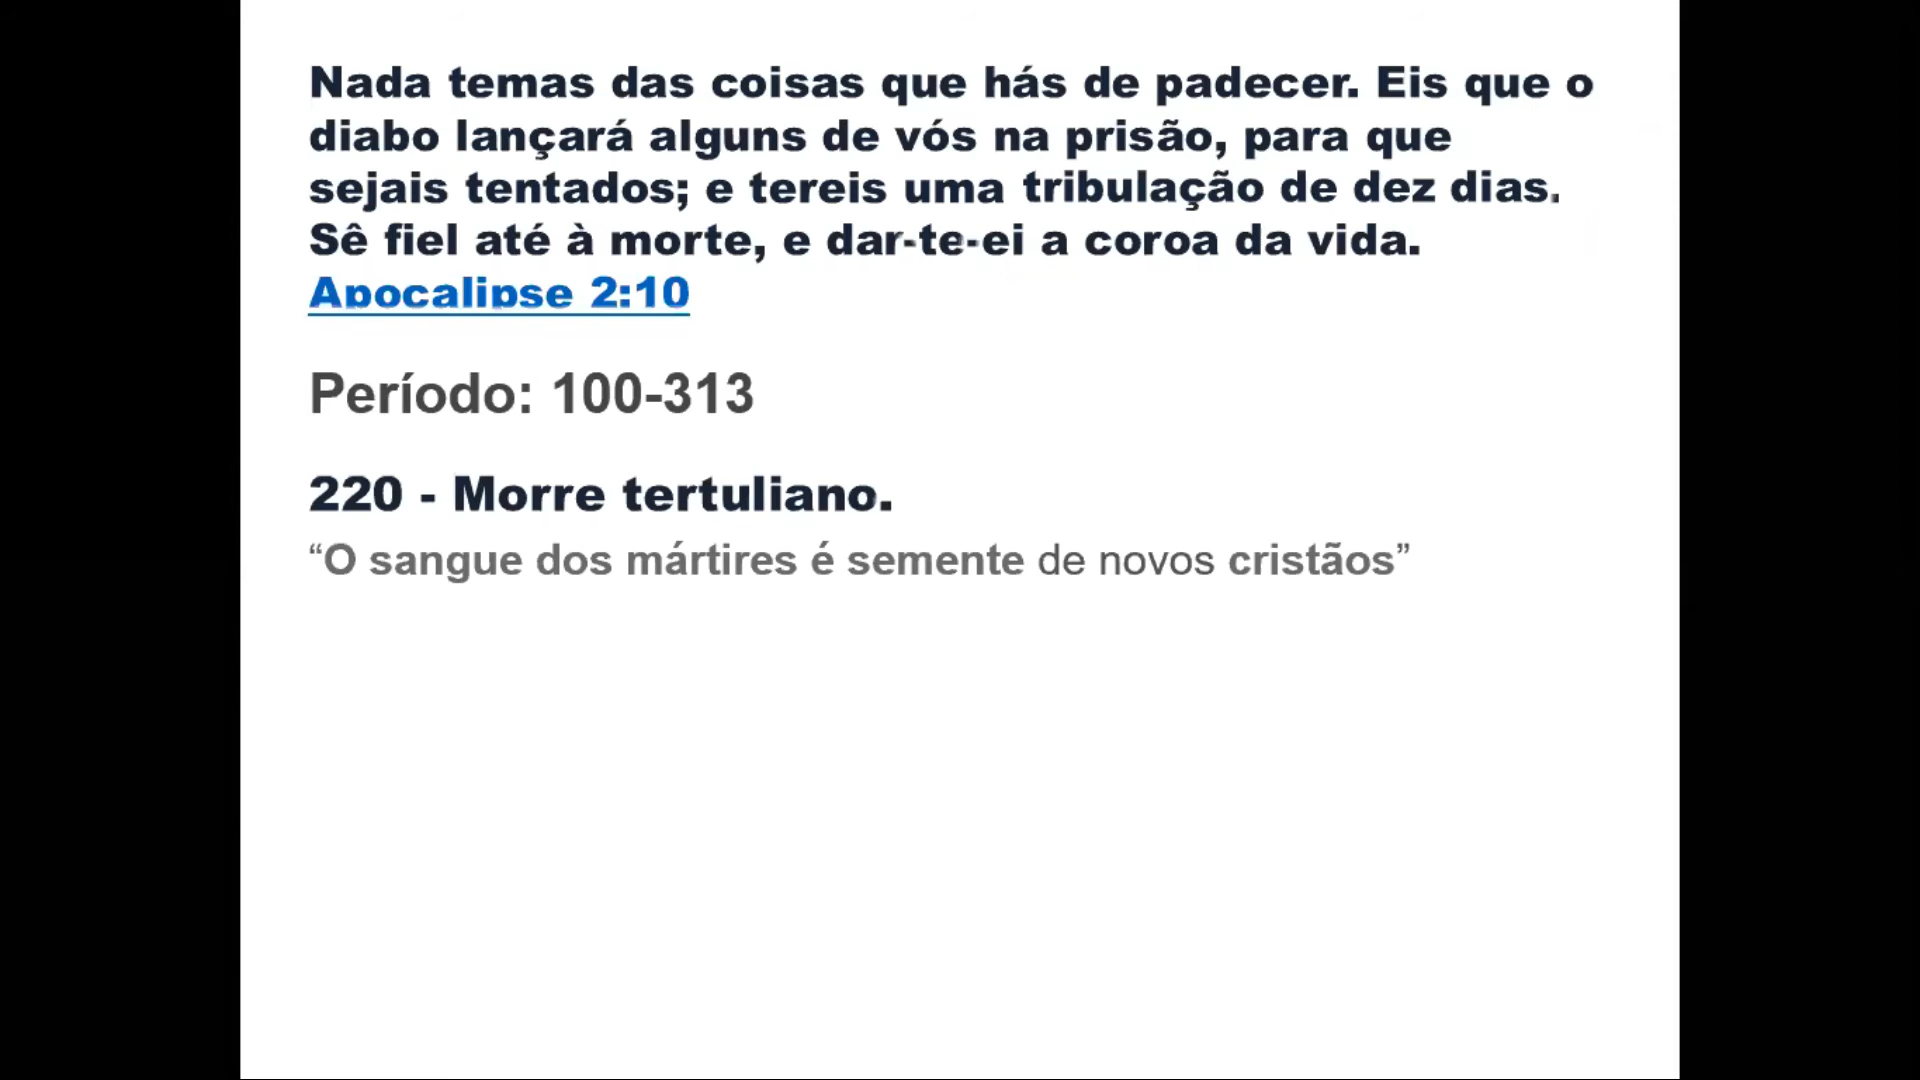 Nada temas das coisas que hás de padecer. Eis que o
diabo lançará alguns de vós na prisão, para que
sejais tentados; e tereis uma tribulação de dez dias.
Sê fiel até à morte, e dar-te-ei a coroa da vida.
Apocalipse 2:10
Período: 100-313
220 - Morre tertuliano.
“O sangue dos mártires é semente de novos cristãos”